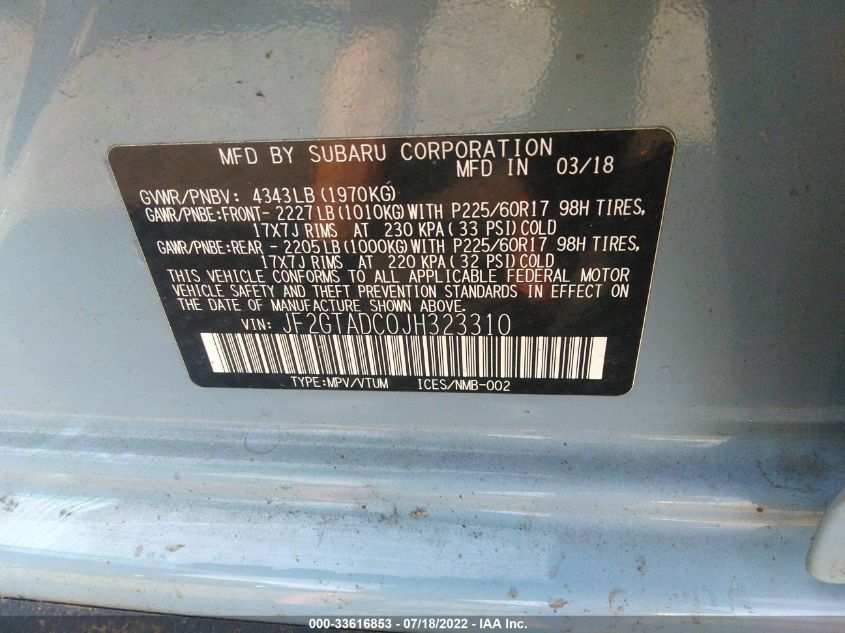 MFD BY SUBARU CORPORATION
MFD IN 03/18
GVWR/PNBV: 4343LB (1970KG)
GAWR/PNBE:FRONT- 2227LB (1010KG) WITH P225/60R17 98H TIRES,
17X7J RIMS AT 230 KPA (33 PSI) COLD
GAWR/PNBE:REAR - 2205LB (1000KG) WITH P225/60R17 98H TIRES,
17X7J RIMS AT 220 KPA (32 PSI) COLD
THIS VEHICLE CONFORMS TO ALL APPLICABLE FEDERAL MOTOR
VEHICLE SAFETY AND THEFT PREVENTION STANDARDS IN EFFECT ON
THE DATE OF MANUFACTURE SHOWN ABOVE.
VIN: JF2GTADC0JH323310
TYPE:MPV/VTUM ICES/NMB-002
000-33616853 - 07/18/2022 - IAA Inc.